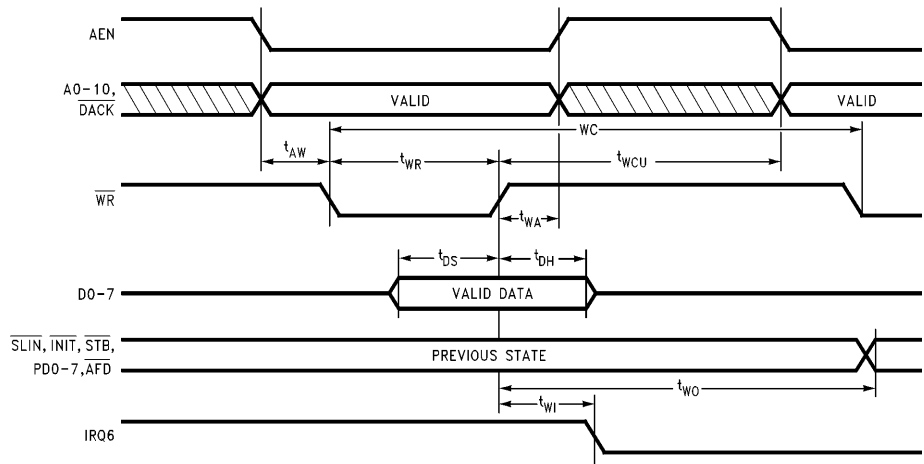 AEN
A0-10,
DACK
VALID
VALID
WC
tAW
tWR
tWCU
WR
tWA
tDS
tDH
D0-7
VALID DATA
SLIN, INIT, STB,
PD0-7, AFD
PREVIOUS STATE
tWO
tWI
IRQ6